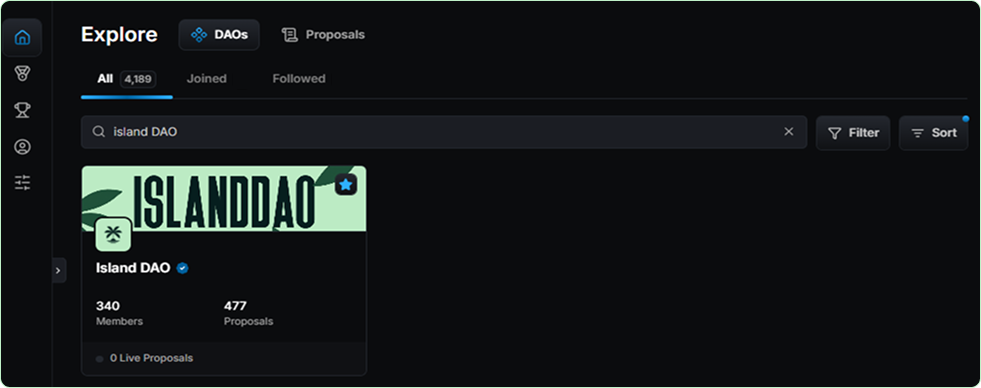 Explore DAOs Proposals
All 4,189 Joined Followed
island DAO Filter Sort
ISLANDDAO
Island DAO
340 477
Members Proposals
0 Live Proposals